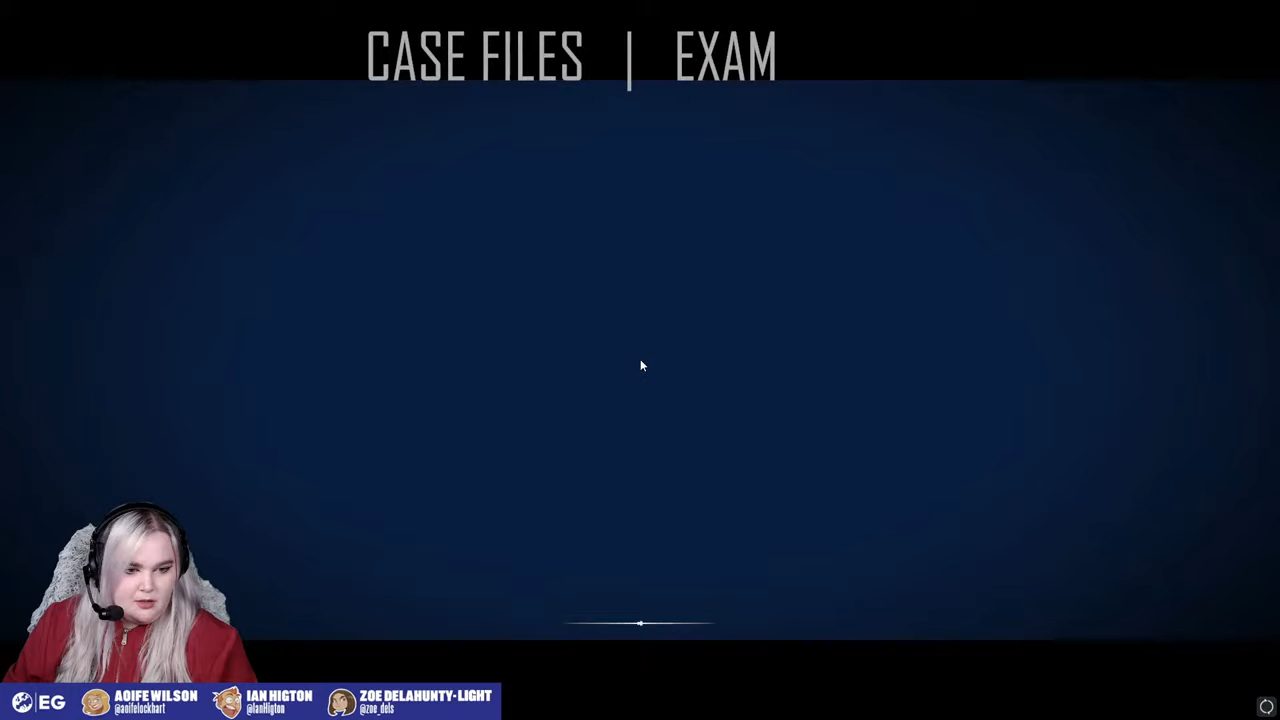 CASE FILES | EXAM
EG
AOIFE WILSON
@aoifelockhart
IAN HIGTON
@IanHigton
ZOE DELAHUNTY-LIGHT
@zoe_dels